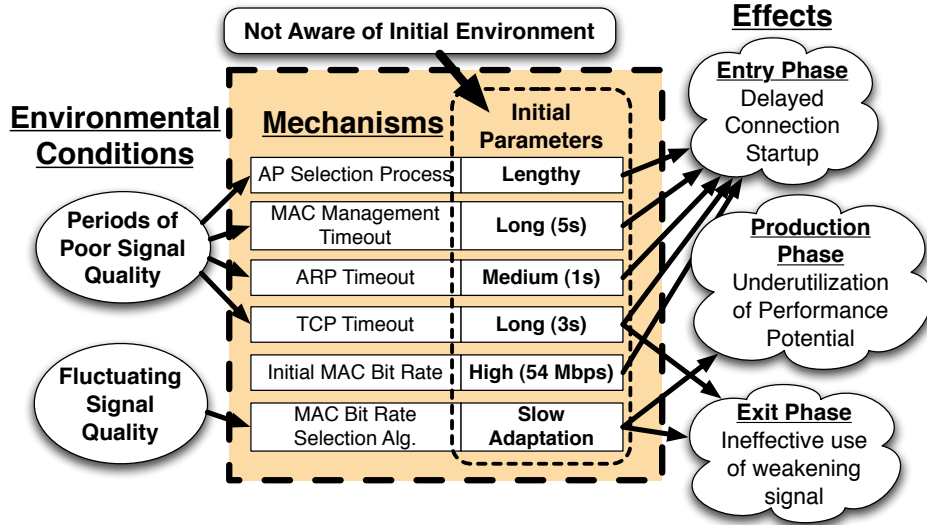 Not Aware of Initial Environment
Effects
Environmental
Conditions
Mechanisms
Initial
Parameters
Periods of
Poor Signal
Quality
Fluctuating
Signal
Quality
AP Selection Process
Lengthy
MAC Management
Timeout
Long (5s)
ARP Timeout
Medium (1s)
TCP Timeout
Long (3s)
Initial MAC Bit Rate
High (54 Mbps)
MAC Bit Rate
Selection Alg.
Slow
Adaptation
Entry Phase
Delayed
Connection
Startup
Production
Phase
Underutilization
of Performance
Potential
Exit Phase
Ineffective use
of weakening
signal